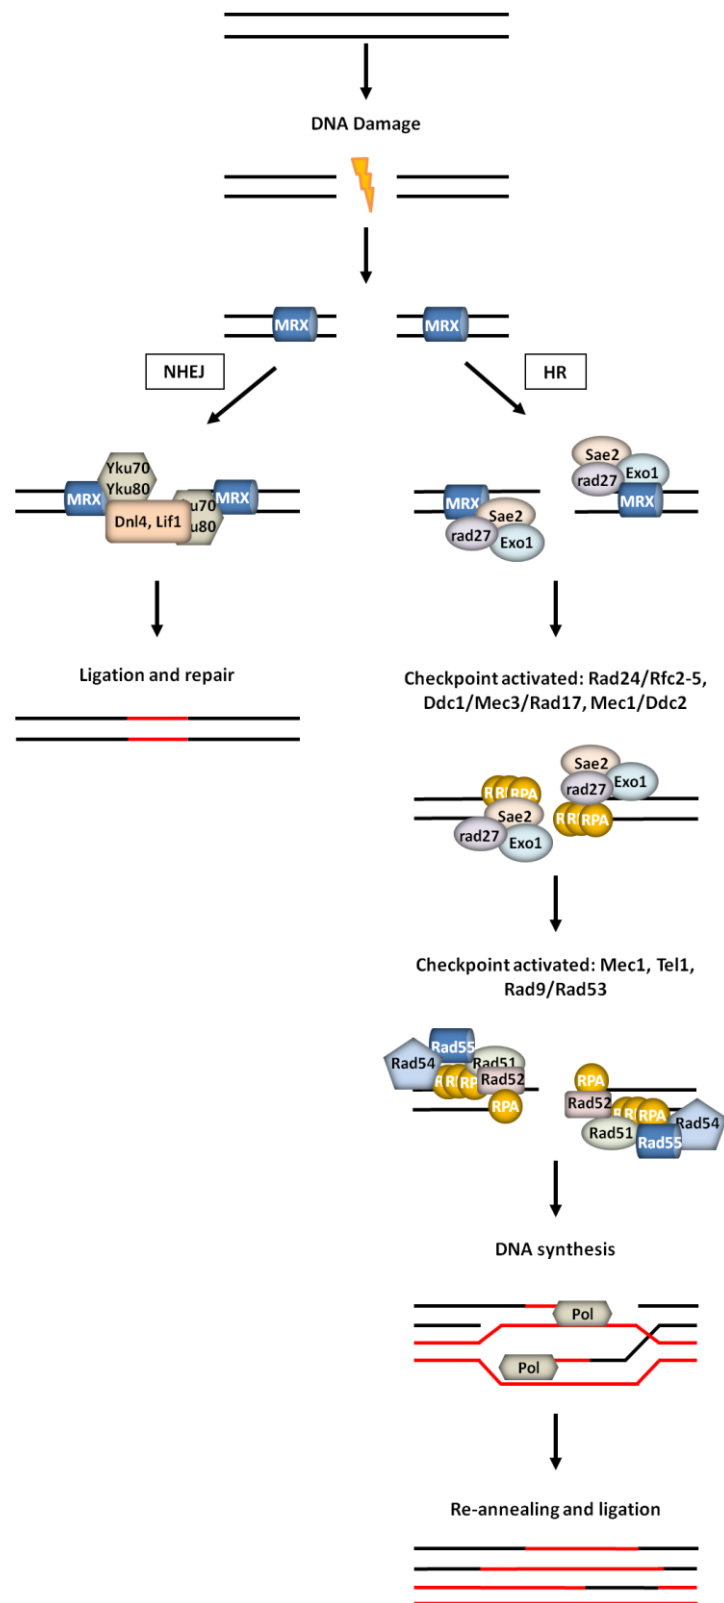 DNA Damage
MRX
MRX
NHEJ
HR
Yku70
Yku80
MRX
Dnl4, Lif1
u70
u80
MRX
Sae2
rad27
Exo1
MRX
MRX
Sae2
rad27
Exo1
Ligation and repair
Checkpoint activated: Rad24/Rfc2-5,
Ddc1/Mec3/Rad17, Mec1/Ddc2
Sae2
rad27
Exo1
R
R
RPA
Sae2
rad27
Exo1
R
R
RPA
Checkpoint activated: Mec1, Tel1,
Rad9/Rad53
Rad55
Rad54
Rad51
R
R
RP
Rad52
RPA
RPA
Rad52
R
R
RPA
Rad54
Rad51
Rad55
DNA synthesis
Pol
Pol
Re-annealing and ligation